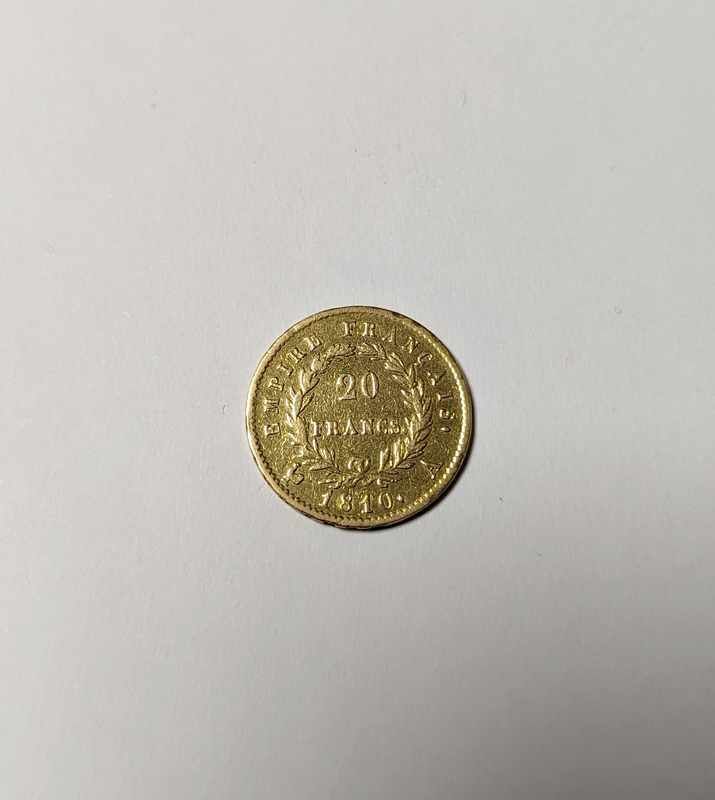 EMPIRE FRANÇAIS.
20
FRANCS.
A
1810.